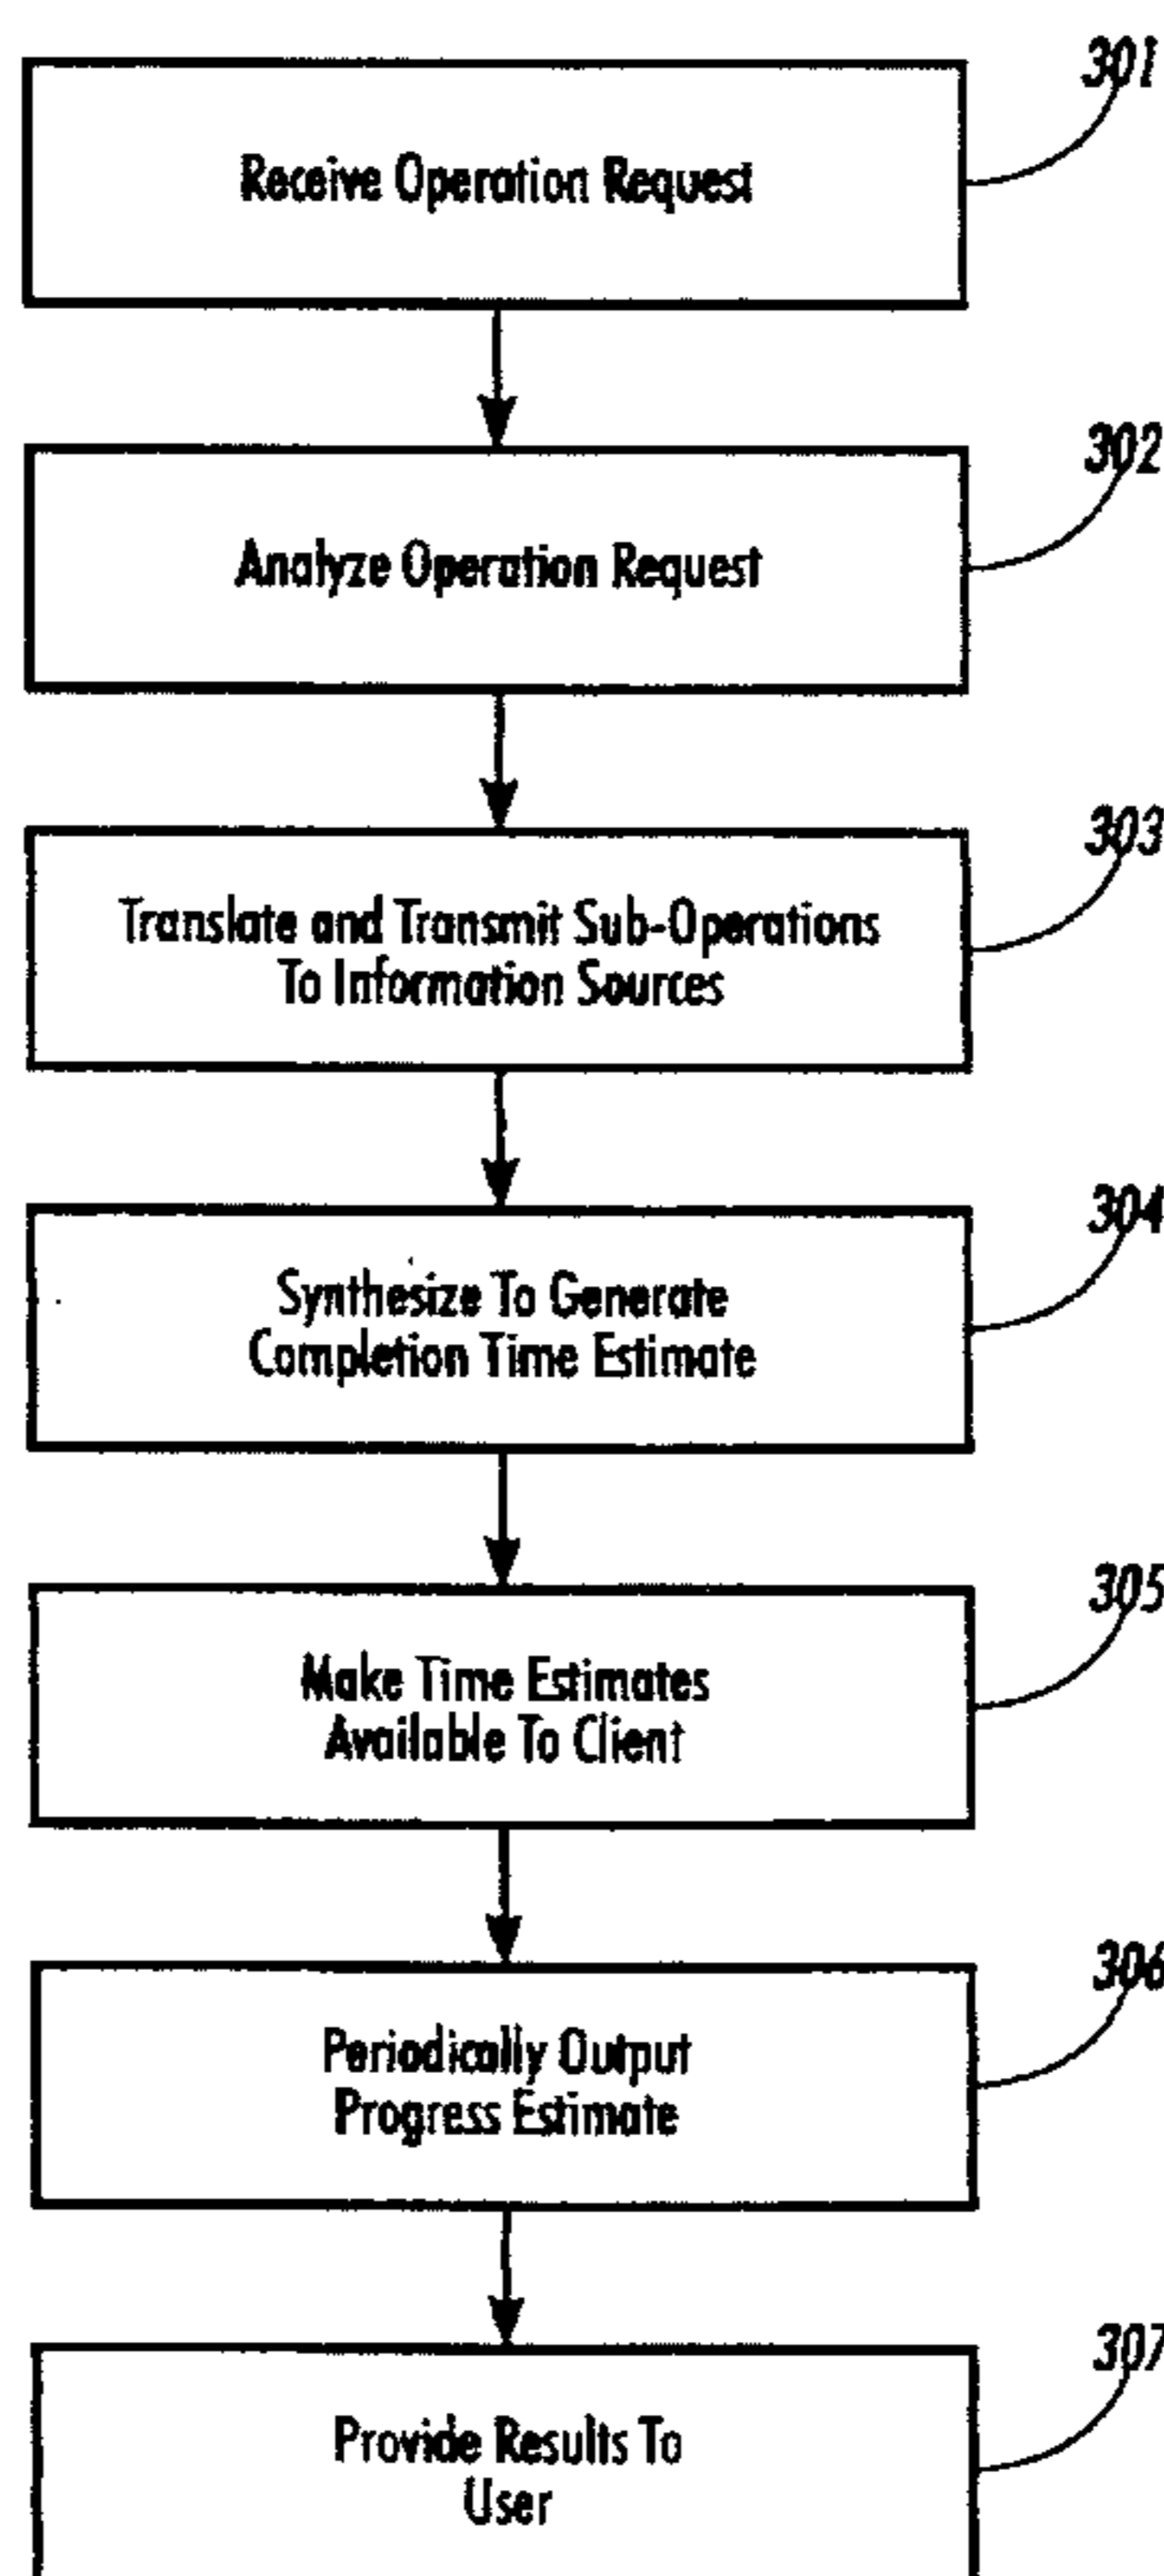 301
Receive Operation Request
302
Analyze Operation Request
303
Translate and Transmit Sub-Operations
To Information Sources
304
Synthesize To Generate
Completion Time Estimate
305
Make Time Estimates
Available To Client
306
Periodically Output
Progress Estimate
307
Provide Results To
User